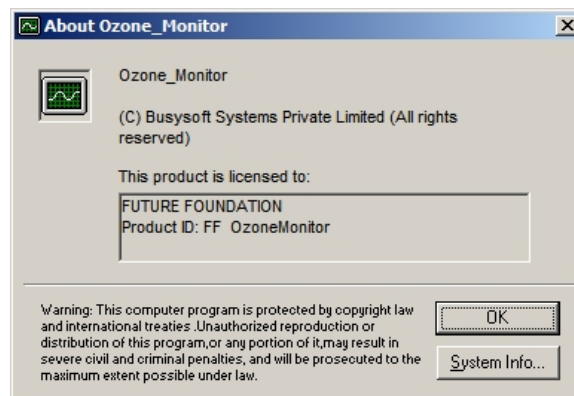 About Ozone_Monitor
Ozone_Monitor
(C) Busysoft Systems Private Limited (All rights
reserved)
This product is licensed to:
FUTURE FOUNDATION
Product ID: FF OzoneMonitor
Warning: This computer program is protected by copyright law
and international treaties .Unauthorized reproduction or
distribution of this program,or any portion of it,may result in
severe civil and criminal penalties, and will be prosecuted to the
maximum extent possible under law.
OK
System Info...